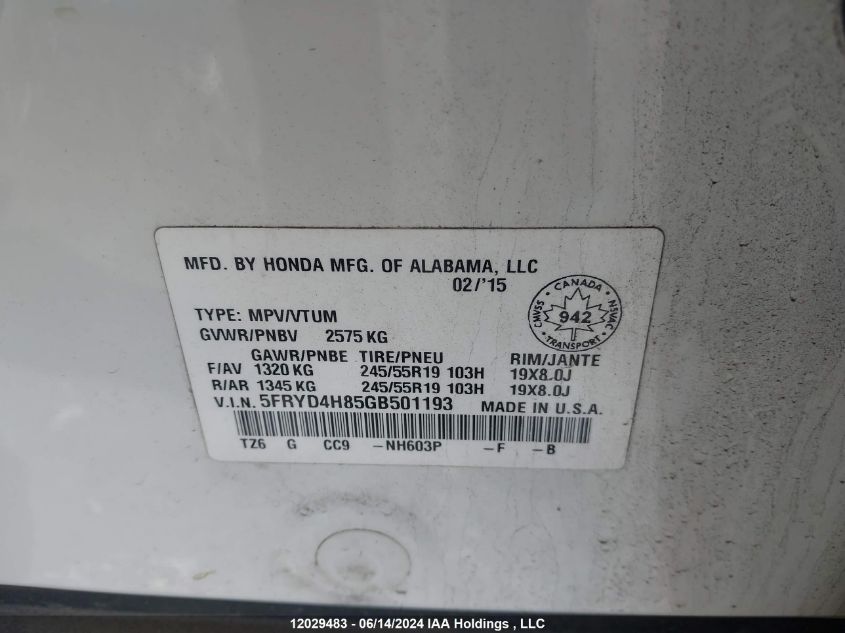 MFD. BY HONDA MFG. OF ALABAMA, LLC
02/'15
TYPE: MPV/VTUM
GVWR/PNBV 2575 KG
GAWR/PNBE TIRE/PNEU RIM/JANTE
F/AV 1320 KG 245/55R19 103H 19X8.0J
R/AR 1345 KG 245/55R19 103H 19X8.0J
V.I.N. 5FRYD4H85GB501193 MADE IN U.S.A.
TZ6 G CC9 -NH603P -F -B
CANADA
CMVSS 942 NSVAC
TRANSPORT
12029483 - 06/14/2024 IAA Holdings , LLC